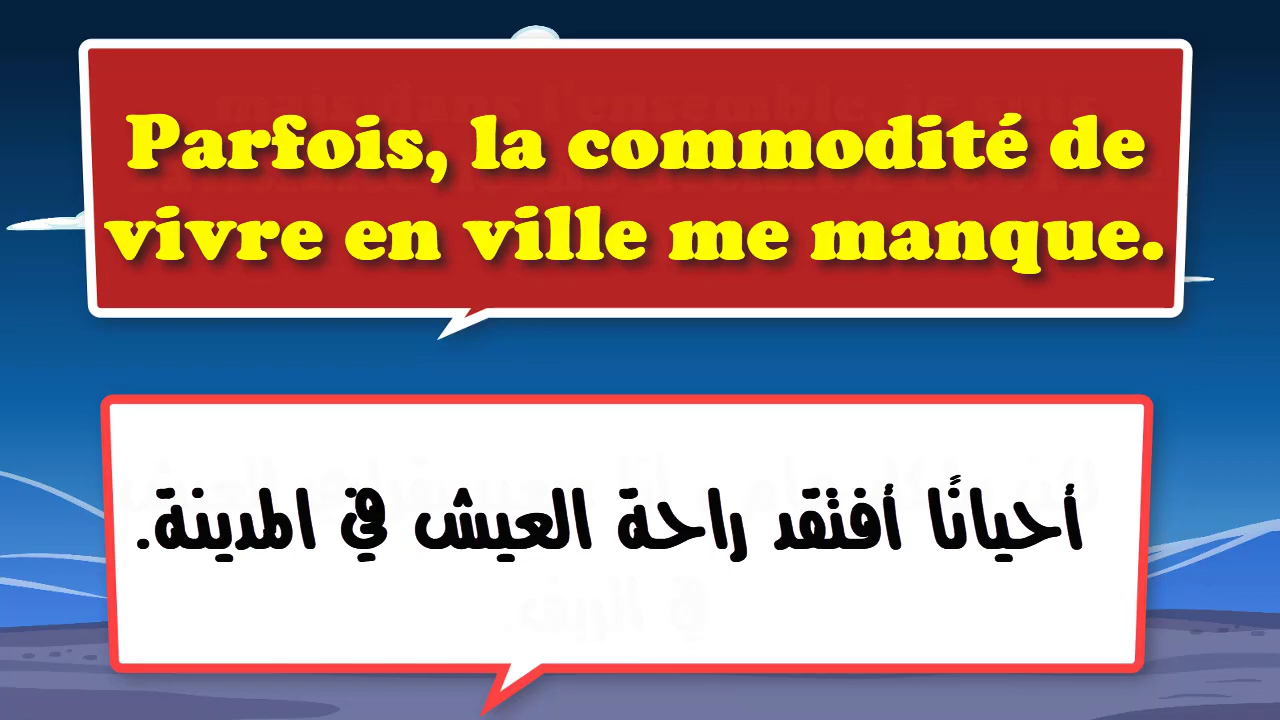 Parfois, la commodité de
vivre en ville me manque.
أحيانًا أفتقد راحة العيش في المدينة.